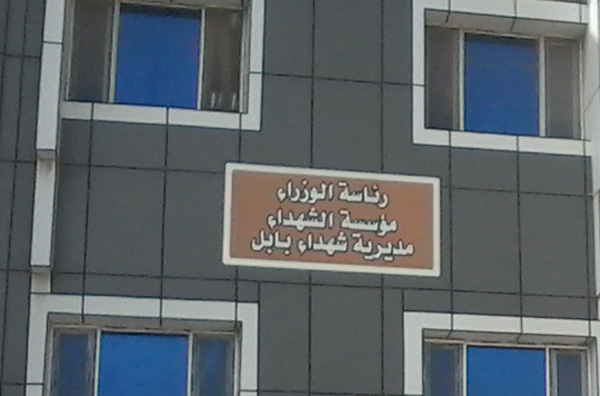 رئاسة الوزراء
مؤسسة الشهداء
مديرية شهداء بابل